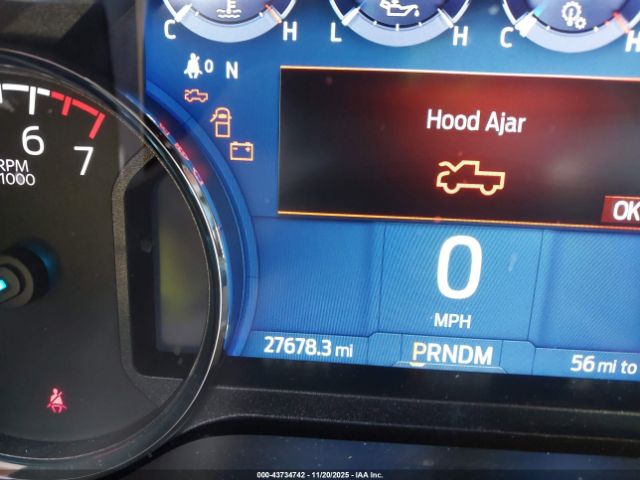 C H L H C H
0 N
6
7
RPM
1000
Hood Ajar
OK
0
MPH
27678.3 mi
PRNDM
56 mi to
000-43734742 - 11/20/2025 - IAA Inc.